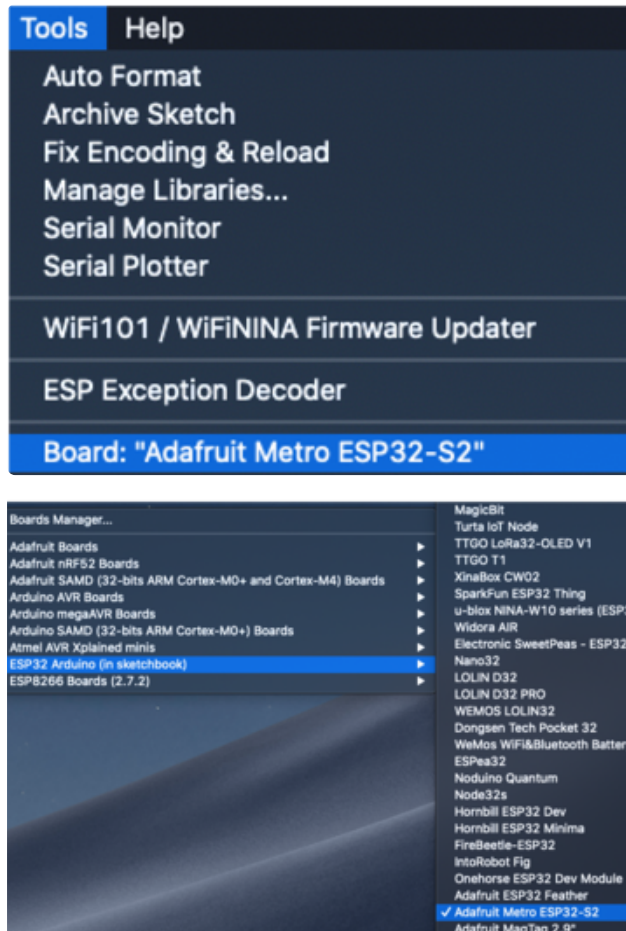 Tools Help
Auto Format
Archive Sketch
Fix Encoding & Reload
Manage Libraries...
Serial Monitor
Serial Plotter
WiFi101 / WiFiNINA Firmware Updater
ESP Exception Decoder
Board: "Adafruit Metro ESP32-S2"
Boards Manager...
Adafruit Boards
Adafruit nRF52 Boards
Adafruit SAMD (32-bits ARM Cortex-M0+ and Cortex-M4) Boards
Arduino AVR Boards
Arduino megaAVR Boards
Arduino SAMD (32-bits ARM Cortex-M0+) Boards
Atmel AVR Xplained minis
ESP32 Arduino (in sketchbook)
ESP8266 Boards (2.7.2)
MagicBit
Turta IoT Node
TTGO LoRa32-OLED V1
TTGO T1
XinaBox CW02
SparkFun ESP32 Thing
u-blox NINA-W10 series (ESP3
Widora AIR
Electronic SweetPeas - ESP32
Nano32
LOLIN D32
LOLIN D32 PRO
WEMOS LOLIN32
Dongsen Tech Pocket 32
WeMos WiFi&Bluetooth Batter
ESPea32
Noduino Quantum
Node32s
Hornbill ESP32 Dev
Hornbill ESP32 Minima
FireBeetle-ESP32
IntoRobot Fig
Onehorse ESP32 Dev Module
Adafruit ESP32 Feather
✓ Adafruit Metro ESP32-S2
Adafruit MagTag 2.9"